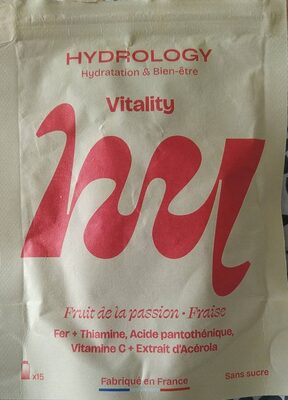 HYDROLOGY
Hydratation & Bien-être
Vitality
hy
Fruit de la passion • Fraise
Fer + Thiamine, Acide pantothénique,
Vitamine C + Extrait d'Acérola
x15
Fabriqué en France
Sans sucre